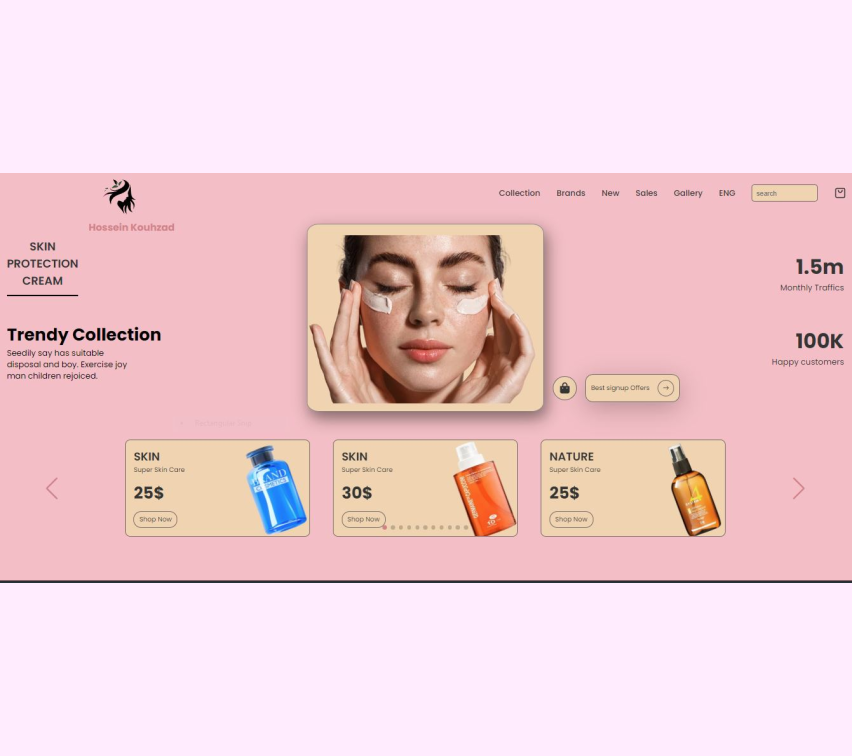 Collection
Brands
New
Sales
Gallery
ENG
search
Hossein Kouhzad
SKIN
PROTECTION
CREAM
1.5m
Monthly Traffics
Trendy Collection
Seedily say has suitable
disposal and boy. Exercise joy
man children rejoiced.
100K
Happy customers
Best signup Offers
SKIN
Super Skin Care
25$
Shop Now
SKIN
Super Skin Care
30$
Shop Now
NATURE
Super Skin Care
25$
Shop Now